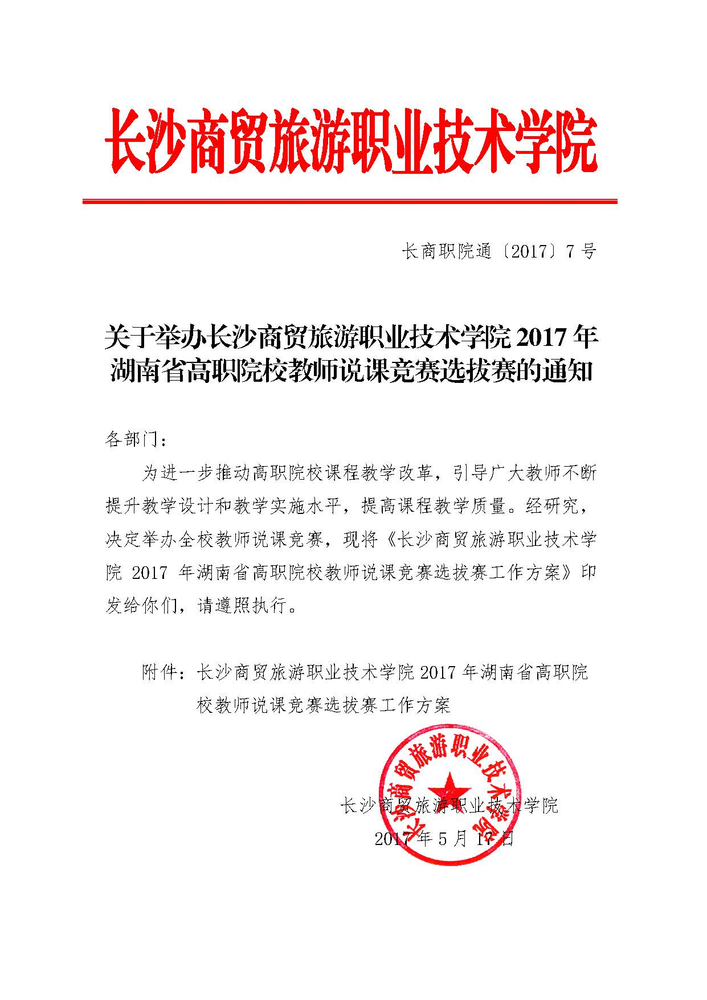 长沙商贸旅游职业技术学院
长商职院通〔2017〕7 号
关于举办长沙商贸旅游职业技术学院 2017 年
湖南省高职院校教师说课竞赛选拔赛的通知
各部门：
为进一步推动高职院校课程教学改革，引导广大教师不断
提升教学设计和教学实施水平，提高课程教学质量。经研究，
决定举办全校教师说课竞赛，现将《长沙商贸旅游职业技术学
院 2017 年湖南省高职院校教师说课竞赛选拔赛工作方案》印
发给你们，请遵照执行。
附件：长沙商贸旅游职业技术学院 2017 年湖南省高职院
校教师说课竞赛选拔赛工作方案
长沙商贸旅游职业技术学院
长沙商贸旅游职业技术学院
2017 年 5 月 17 日